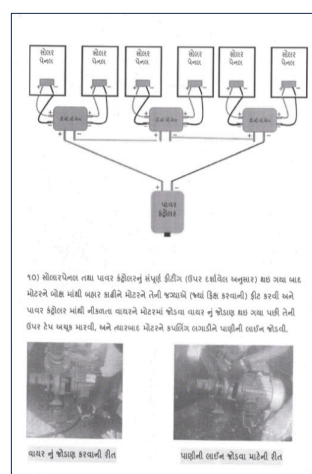 સોલર સોલર સોલર સોલર સોલર સોલર
પેનલ પેનલ પેનલ પેનલ પેનલ પેનલ
+ − + −
પાવર
કંટ્રોલર
૧૦) સોલારપેનલ તથા પાવર કંટ્રોલરનું સંપૂર્ણ ફીટીંગ (ઉપર દર્શાવેલ અનુસાર) થઇ ગયા બાદ
મોટરને બોક્ષ માંથી બહાર કાઢીને મોટરને તેની જગ્યાએ (જ્યાં ફિક્ષ કરવાની) ફીટ કરવી અને
પાવર કંટ્રોલર માંથી નીકળતા વાયરને મોટરમાં જોડવા વાયર નું જોડાણ થઇ ગયા પછી તેની
ઉપર ટેપ અચૂક મારવી, અને ત્યારબાદ મોટરને કપલિંગ લગાડીને પાણીની લાઈન જોડવી.
વાયર નું જોડાણ કરવાની રીત
પાણીની લાઈન જોડવા માટેની રીત